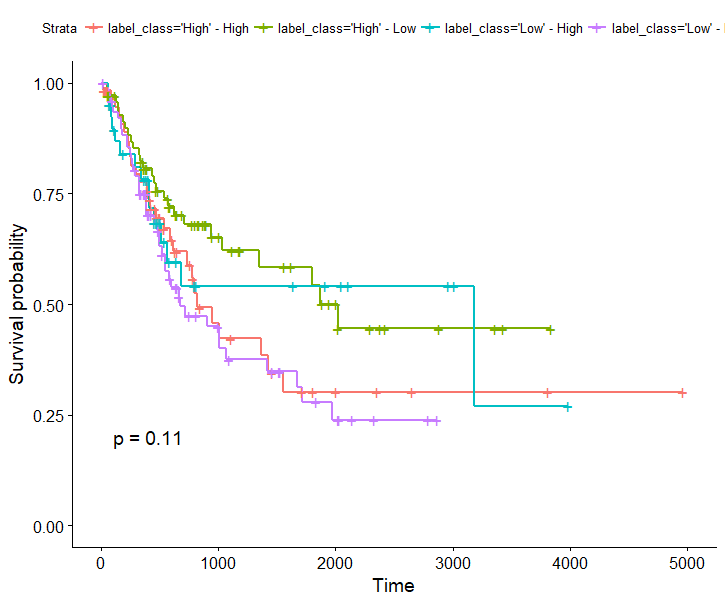 Strata label_class='High' - High label_class='High' - Low label_class='Low' - High label_class='Low' -
1.00
0.75
0.50
0.25
0.00
Survival probability
p = 0.11
0 1000 2000 3000 4000 5000
Time